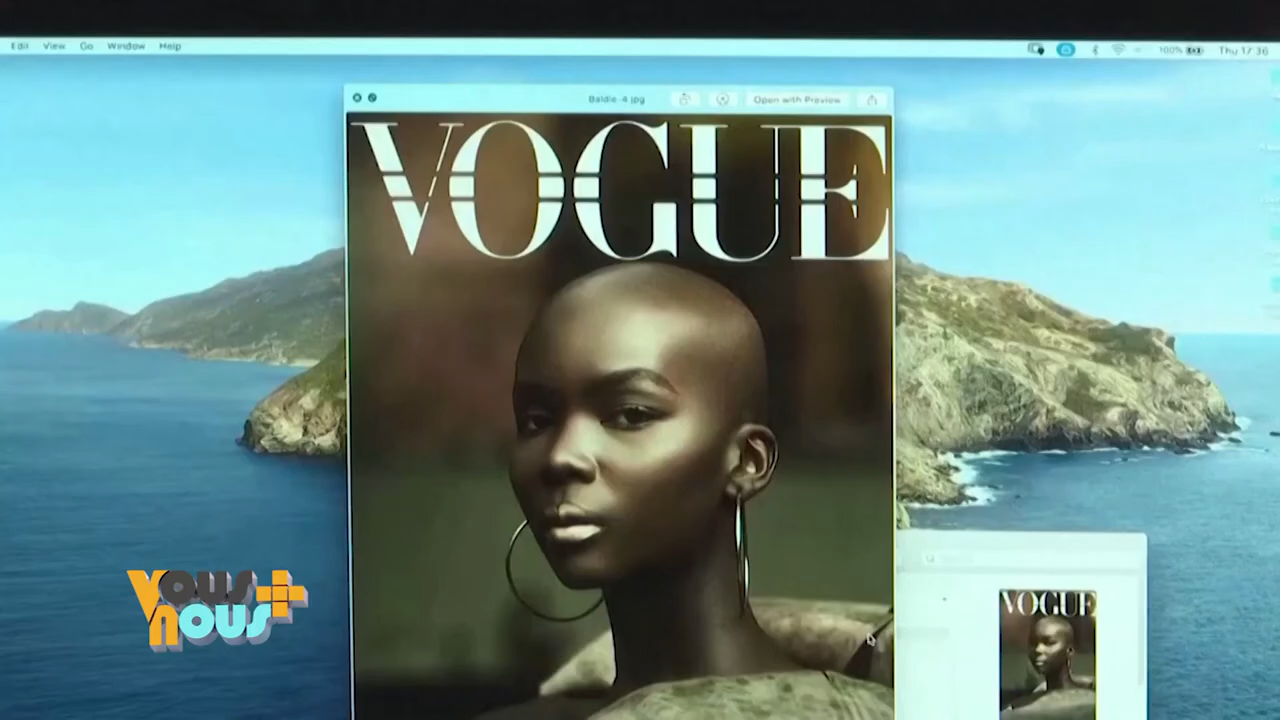 Edit View Go Window Help
100% Thu 17:36
Baldie-4.jpg Open with Preview
VOGUE
VOUS
nous+
VOGUE